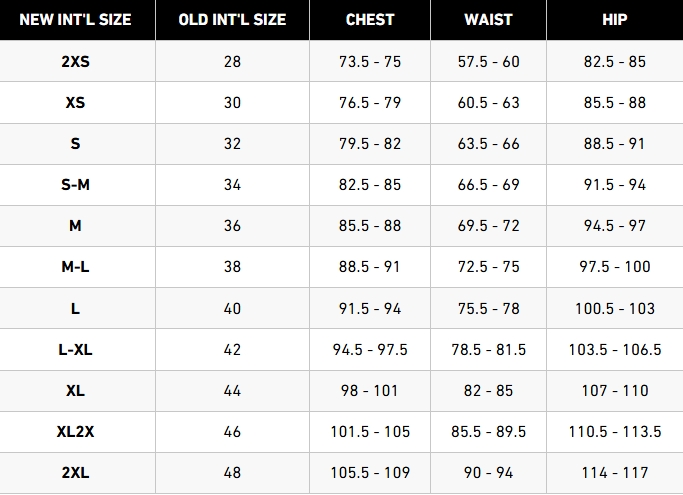 NEW INT'L SIZE OLD INT'L SIZE CHEST WAIST HIP
2XS 28 73.5 - 75 57.5 - 60 82.5 - 85
XS 30 76.5 - 79 60.5 - 63 85.5 - 88
S 32 79.5 - 82 63.5 - 66 88.5 - 91
S-M 34 82.5 - 85 66.5 - 69 91.5 - 94
M 36 85.5 - 88 69.5 - 72 94.5 - 97
M-L 38 88.5 - 91 72.5 - 75 97.5 - 100
L 40 91.5 - 94 75.5 - 78 100.5 - 103
L-XL 42 94.5 - 97.5 78.5 - 81.5 103.5 - 106.5
XL 44 98 - 101 82 - 85 107 - 110
XL2X 46 101.5 - 105 85.5 - 89.5 110.5 - 113.5
2XL 48 105.5 - 109 90 - 94 114 - 117